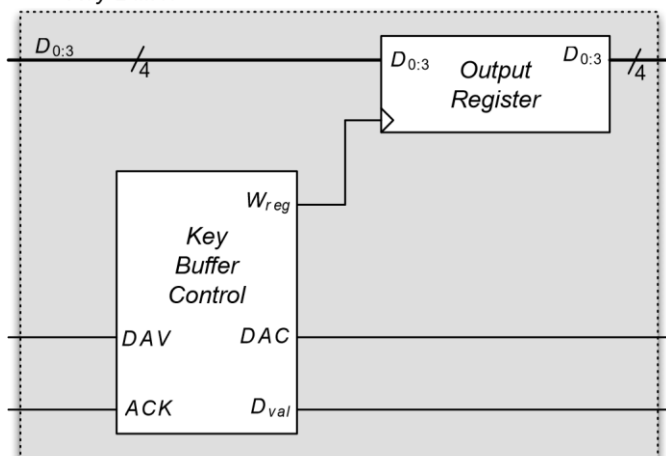 D0:3
4
D0:3
Output
Register
D0:3
4
Wreg
Key
Buffer
Control
DAV
DAC
ACK
Dval